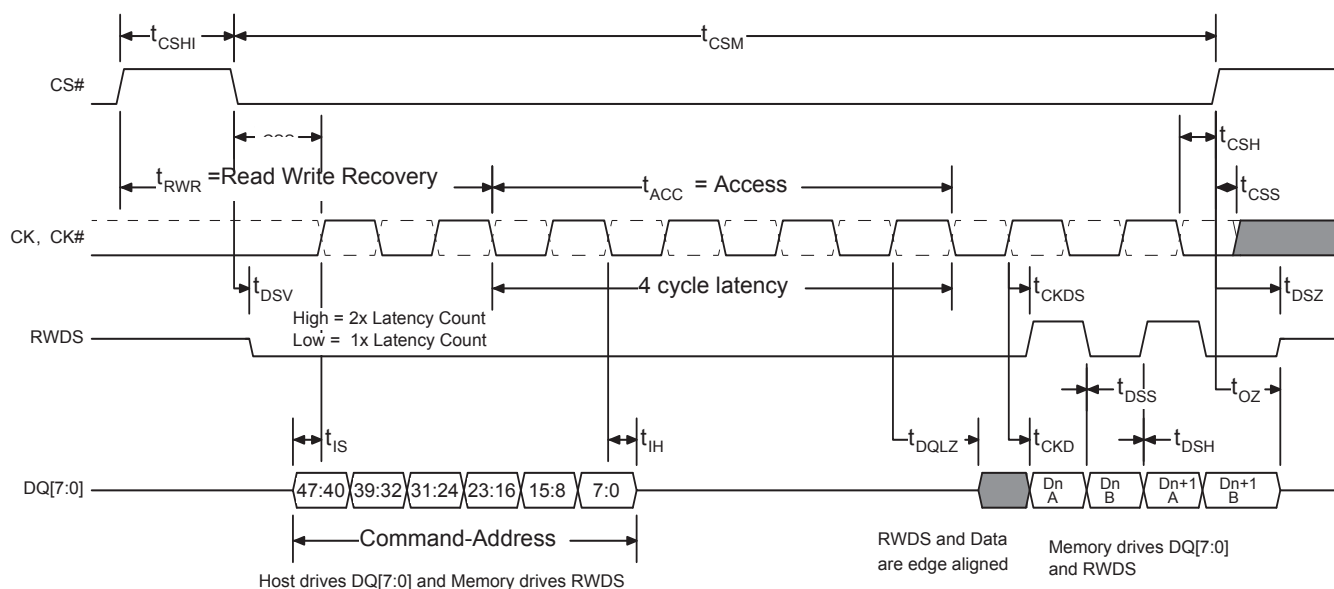 tCSHI
tCSM
CS#
tCSH
tRWR =Read Write Recovery
tACC = Access
tCSS
CK, CK#
tDSV
4 cycle latency
tCKDS
tDSZ
High = 2x Latency Count
Low = 1x Latency Count
RWDS
tDSS
tOZ
tIS
tIH
tDQLZ
tCKD
tDSH
DQ[7:0]
47:40 39:32 31:24 23:16 15:8 7:0
Dn A
Dn B
Dn+1 A
Dn+1 B
Command-Address
RWDS and Data
are edge aligned
Memory drives DQ[7:0]
and RWDS
Host drives DQ[7:0] and Memory drives RWDS